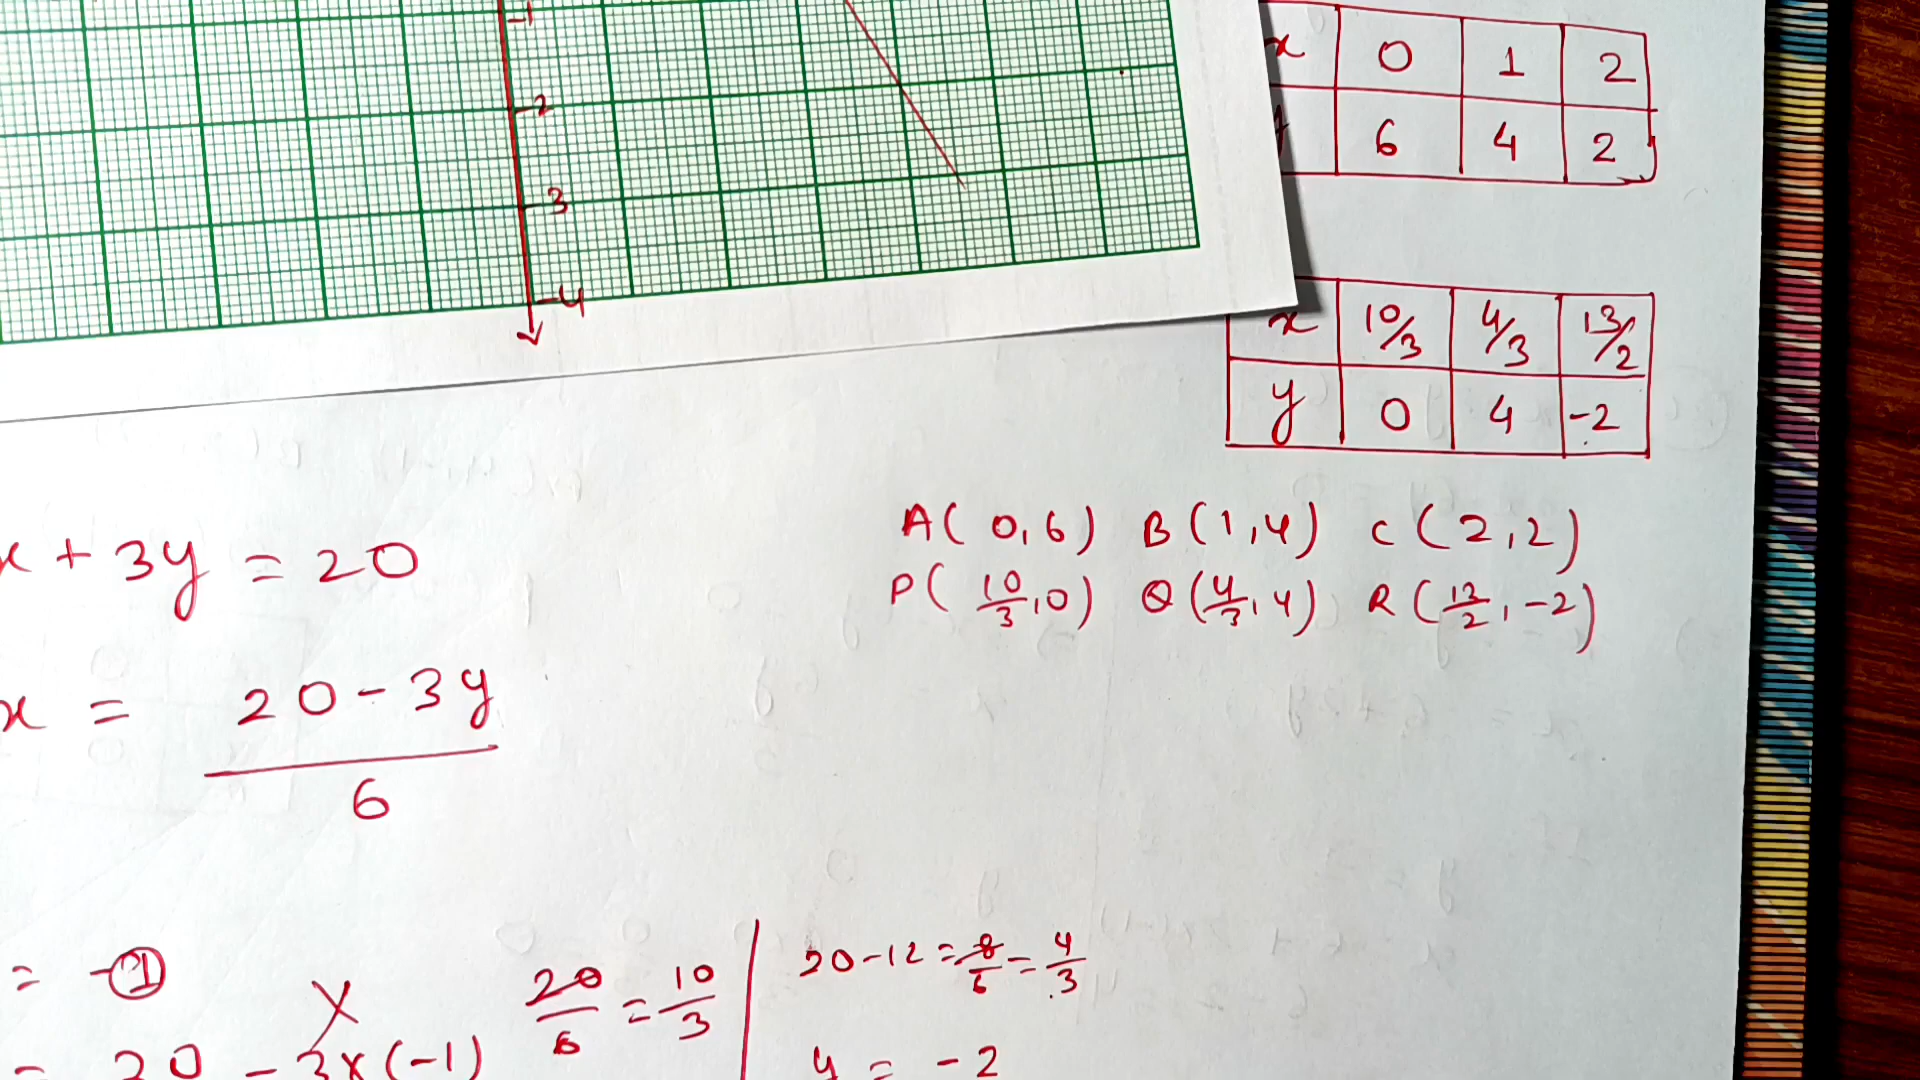 -1
-2
-3
-4
x 0 1 2
y 6 4 2
x 10/3 4/3 13/2
y 0 4 -2
A( 0,6) B(1,4) C(2,2)
P( 10/3,0) Q(4/3,4) R(13/2,-2)
x + 3y = 20
x = 20-3y/6
= -1
= 20 - 3x(-1)
X
20/6 = 10/3
20-12 = 8/6 = 4/3
y = -2